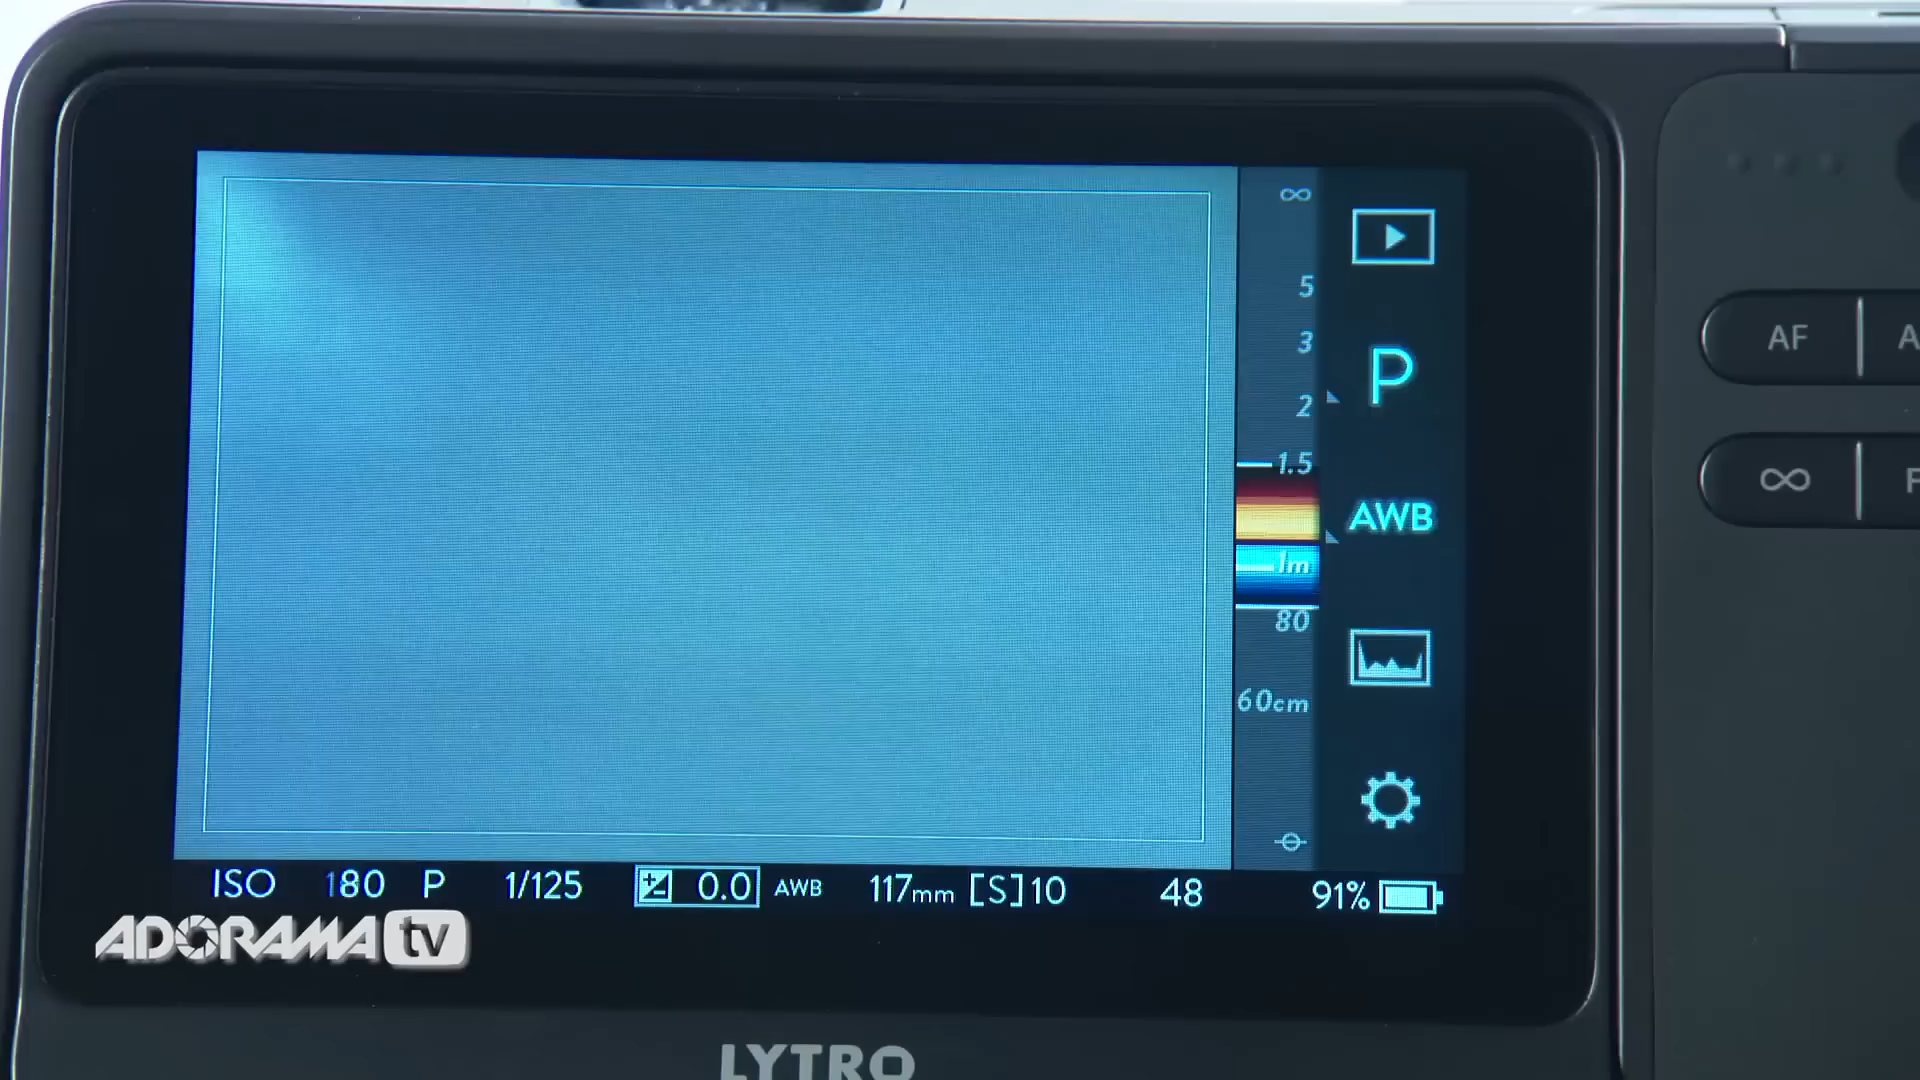 ∞
5
3
2
1.5
1m
80
60cm
P
AWB
AF
∞
ISO 180 P 1/125 0.0 AWB 117mm [S]10 48 91%
ADORAMA tv
LYTRO